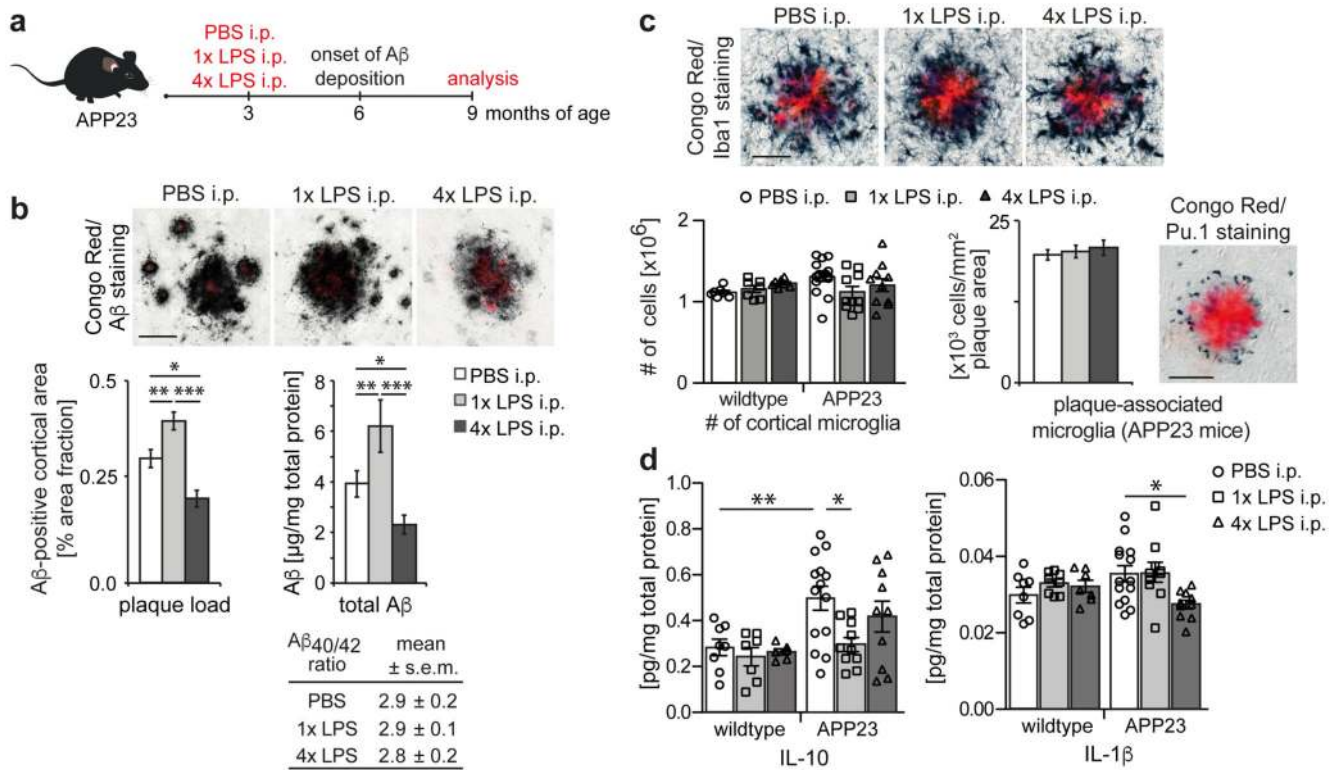 a
PBS i.p.
1x LPS i.p.
4x LPS i.p.
onset of Aβ
deposition
analysis
APP23
3
6
9
months of age
b
PBS i.p.
1x LPS i.p.
4x LPS i.p.
Congo Red/
Aβ staining
Aβ-positive cortical area
[% area fraction]
0.5
0.25
0.0
*
** ***
plaque load
Aβ [µg/mg total protein]
8
6
4
2
0
*
** ***
total Aβ
PBS i.p.
1x LPS i.p.
4x LPS i.p.
Aβ40/42
ratio
mean
± s.e.m.
PBS 2.9 ± 0.2
1x LPS 2.9 ± 0.1
4x LPS 2.8 ± 0.2
c
PBS i.p.
1x LPS i.p.
4x LPS i.p.
Congo Red/
Iba1 staining
PBS i.p.
1x LPS i.p.
4x LPS i.p.
# of cells [x10⁶]
2
1
0
wildtype
APP23
# of cortical microglia
[x10³ cells/mm²
plaque area]
25
0
plaque-associated
microglia (APP23 mice)
Congo Red/
Pu.1 staining
d
[pg/mg total protein]
1.0
0.8
0.6
0.4
0.2
0.0
**
*
wildtype
APP23
IL-10
[pg/mg total protein]
0.06
0.04
0.02
0.00
*
PBS i.p.
1x LPS i.p.
4x LPS i.p.
wildtype
APP23
IL-1β